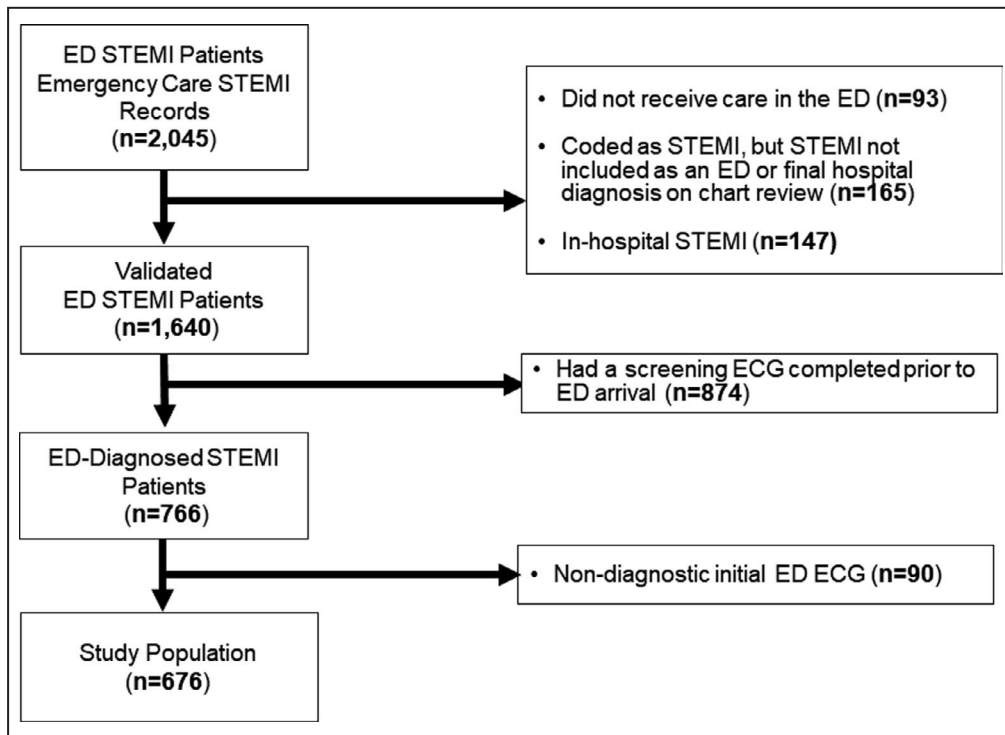 ED STEMI Patients
Emergency Care STEMI
Records
(n=2,045)
• Did not receive care in the ED (n=93)
• Coded as STEMI, but STEMI not
included as an ED or final hospital
diagnosis on chart review (n=165)
• In-hospital STEMI (n=147)
Validated
ED STEMI Patients
(n=1,640)
• Had a screening ECG completed prior to
ED arrival (n=874)
ED-Diagnosed STEMI
Patients
(n=766)
• Non-diagnostic initial ED ECG (n=90)
Study Population
(n=676)